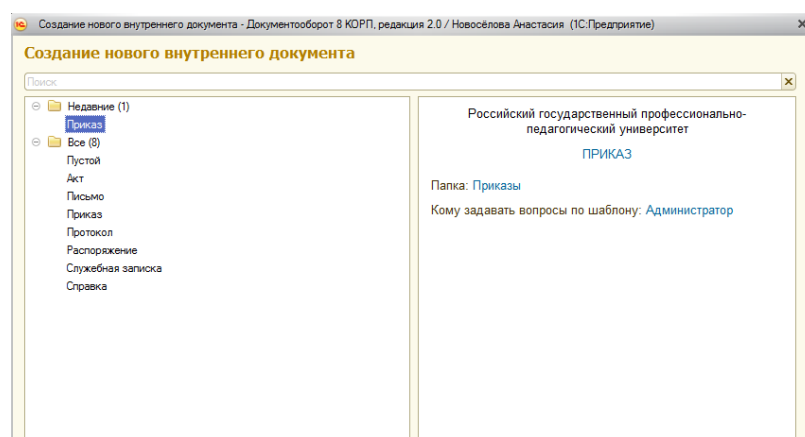 Создание нового внутреннего документа - Документооборот 8 КОРП, редакция 2.0 / Новосёлова Анастасия (1С:Предприятие)
Создание нового внутреннего документа
Поиск
Недавние (1)
Приказ
Все (8)
Пустой
Акт
Письмо
Приказ
Протокол
Распоряжение
Служебная записка
Справка
Российский государственный профессионально-
педагогический университет
ПРИКАЗ
Папка: Приказы
Кому задавать вопросы по шаблону: Администратор